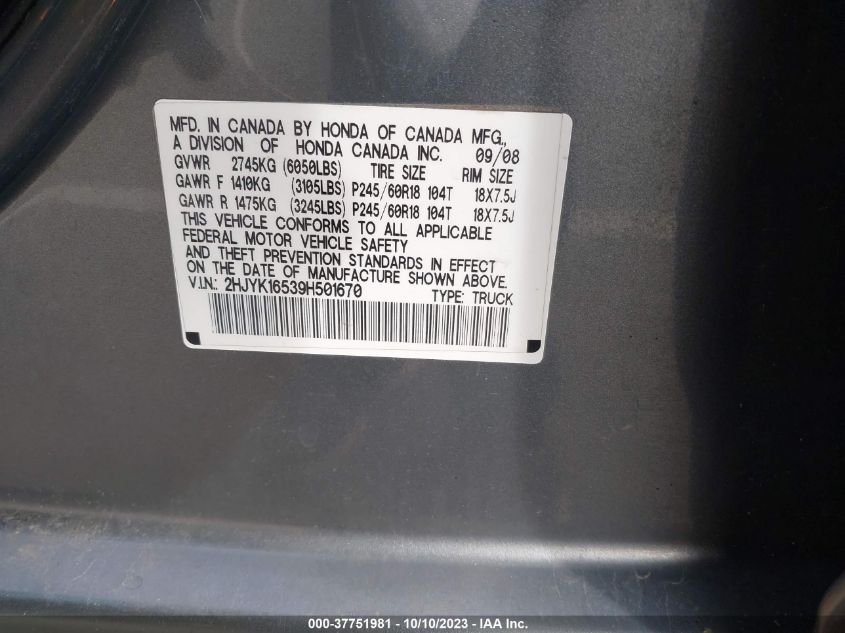 MFD. IN CANADA BY HONDA OF CANADA MFG.,
A DIVISION OF HONDA CANADA INC. 09/08
GVWR 2745KG (6050LBS) TIRE SIZE RIM SIZE
GAWR F 1410KG (3105LBS) P245/60R18 104T 18X7.5J
GAWR R 1475KG (3245LBS) P245/60R18 104T 18X7.5J
THIS VEHICLE CONFORMS TO ALL APPLICABLE
FEDERAL MOTOR VEHICLE SAFETY
AND THEFT PREVENTION STANDARDS IN EFFECT
ON THE DATE OF MANUFACTURE SHOWN ABOVE.
V.I.N.: 2HJYK16539H501670 TYPE: TRUCK
000-37751981 - 10/10/2023 - IAA Inc.